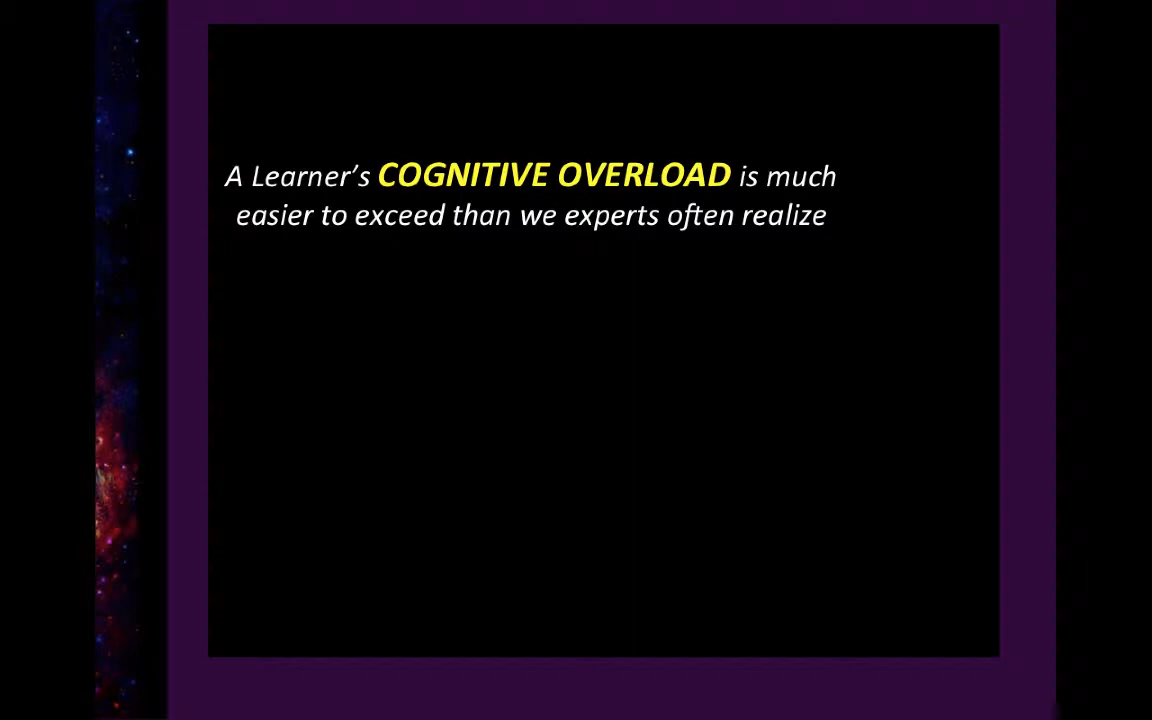 A Learner’s COGNITIVE OVERLOAD is much
easier to exceed than we experts often realize